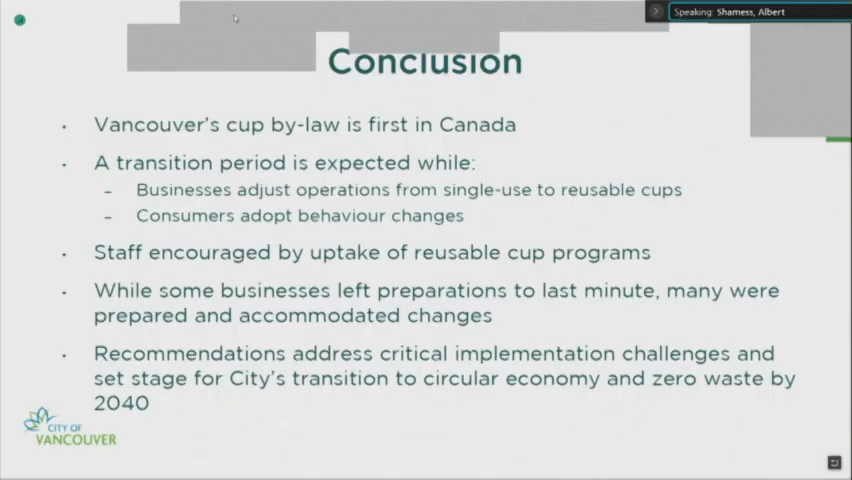 Speaking: Shamess, Albert
Conclusion
• Vancouver's cup by-law is first in Canada
• A transition period is expected while:
– Businesses adjust operations from single-use to reusable cups
– Consumers adopt behaviour changes
• Staff encouraged by uptake of reusable cup programs
• While some businesses left preparations to last minute, many were
prepared and accommodated changes
• Recommendations address critical implementation challenges and
set stage for City's transition to circular economy and zero waste by
2040
CITY OF
VANCOUVER